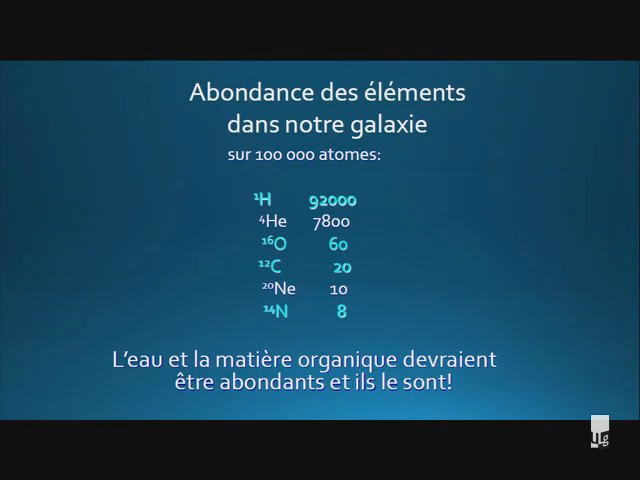 Abondance des éléments
dans notre galaxie
sur 100 000 atomes:
¹H 92000
⁴He 7800
¹⁶O 60
¹²C 20
²⁰Ne 10
¹⁴N 8
L'eau et la matière organique devraient
être abondants et ils le sont!
ULg